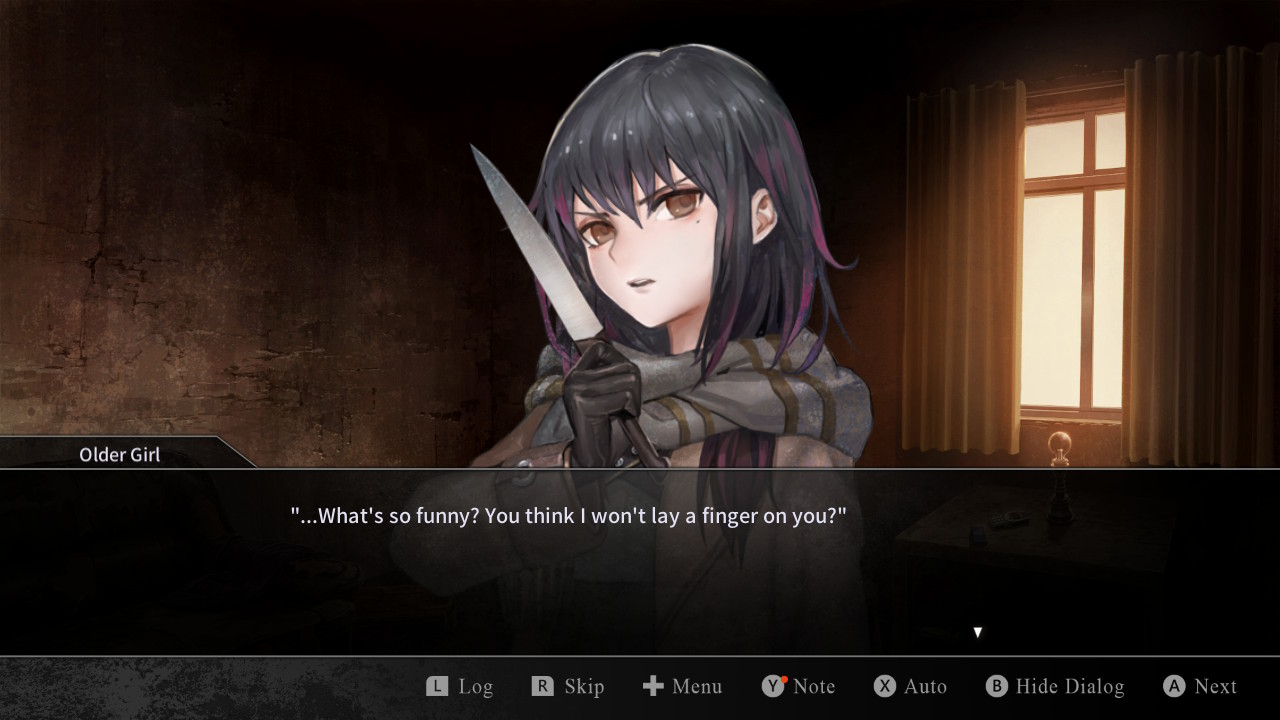 Older Girl
"...What's so funny? You think I won't lay a finger on you?"
L Log R Skip Menu Y Note X Auto B Hide Dialog A Next